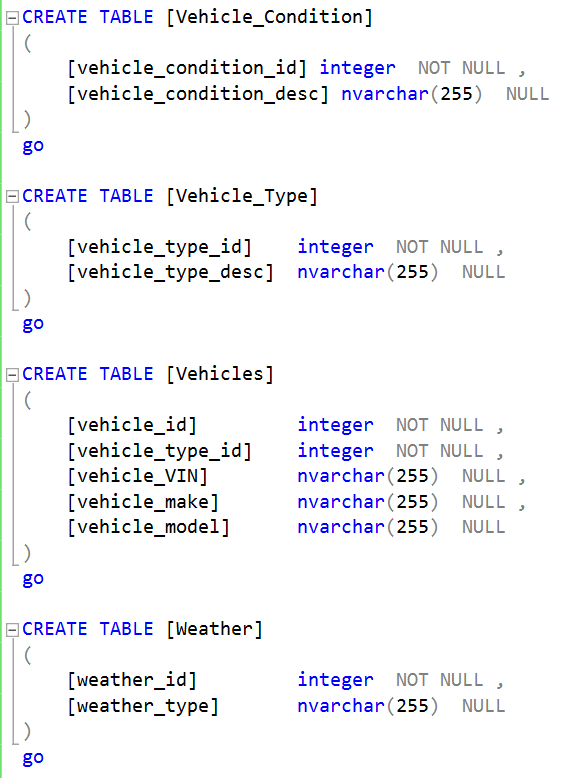 CREATE TABLE [Vehicle_Condition]
(
    [vehicle_condition_id] integer  NOT NULL ,
    [vehicle_condition_desc] nvarchar(255)  NULL
)
go

CREATE TABLE [Vehicle_Type]
(
    [vehicle_type_id]    integer  NOT NULL ,
    [vehicle_type_desc]  nvarchar(255)  NULL
)
go

CREATE TABLE [Vehicles]
(
    [vehicle_id]         integer  NOT NULL ,
    [vehicle_type_id]    integer  NOT NULL ,
    [vehicle_VIN]        nvarchar(255)  NULL ,
    [vehicle_make]       nvarchar(255)  NULL ,
    [vehicle_model]      nvarchar(255)  NULL
)
go

CREATE TABLE [Weather]
(
    [weather_id]         integer  NOT NULL ,
    [weather_type]       nvarchar(255)  NULL
)
go